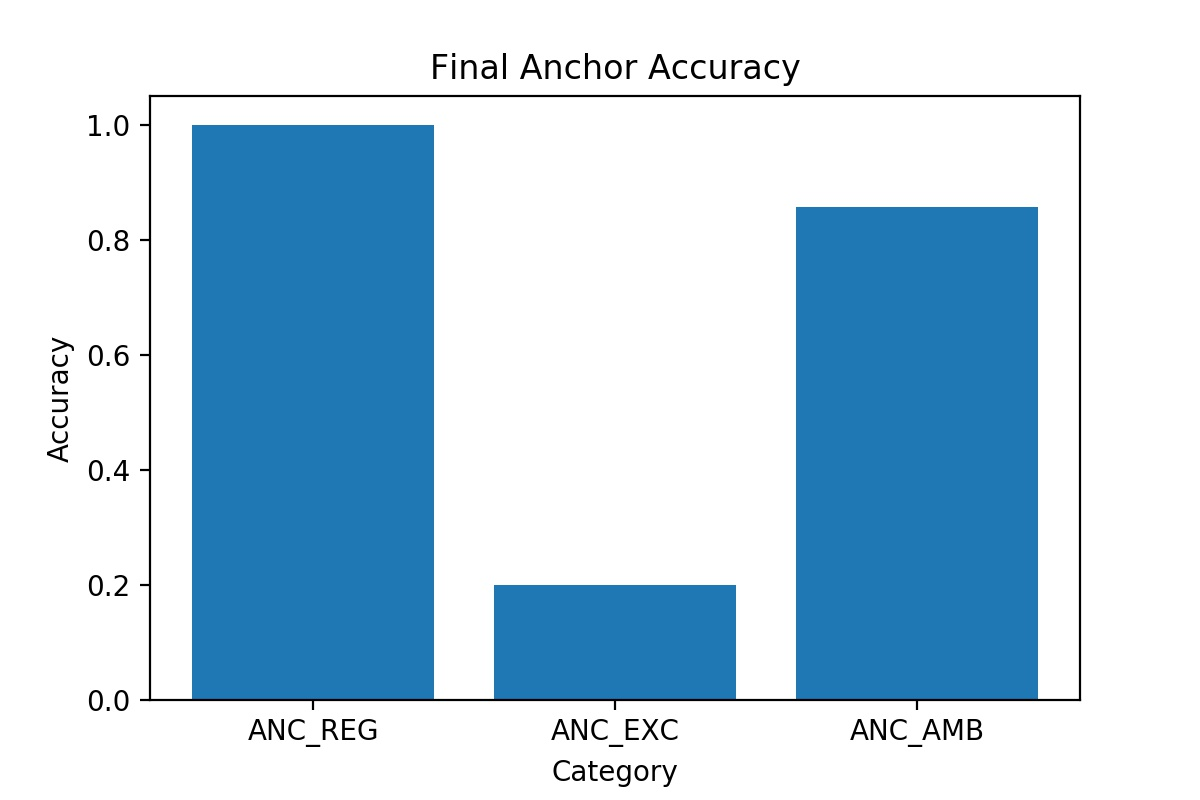 Final Anchor Accuracy
1.0
0.8
0.6
0.4
0.2
0.0
Accuracy
ANC_REG ANC_EXC ANC_AMB
Category